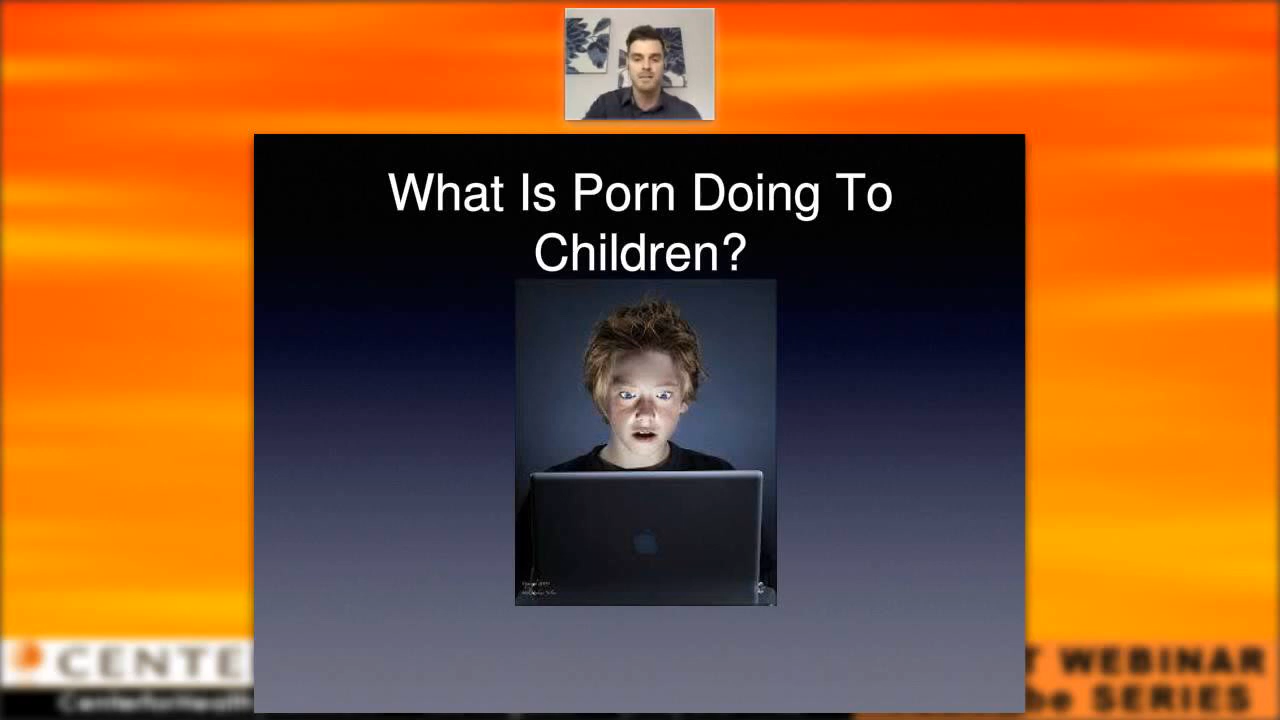 What Is Porn Doing To
Children?
CENTE
T WEBINAR
SERIES